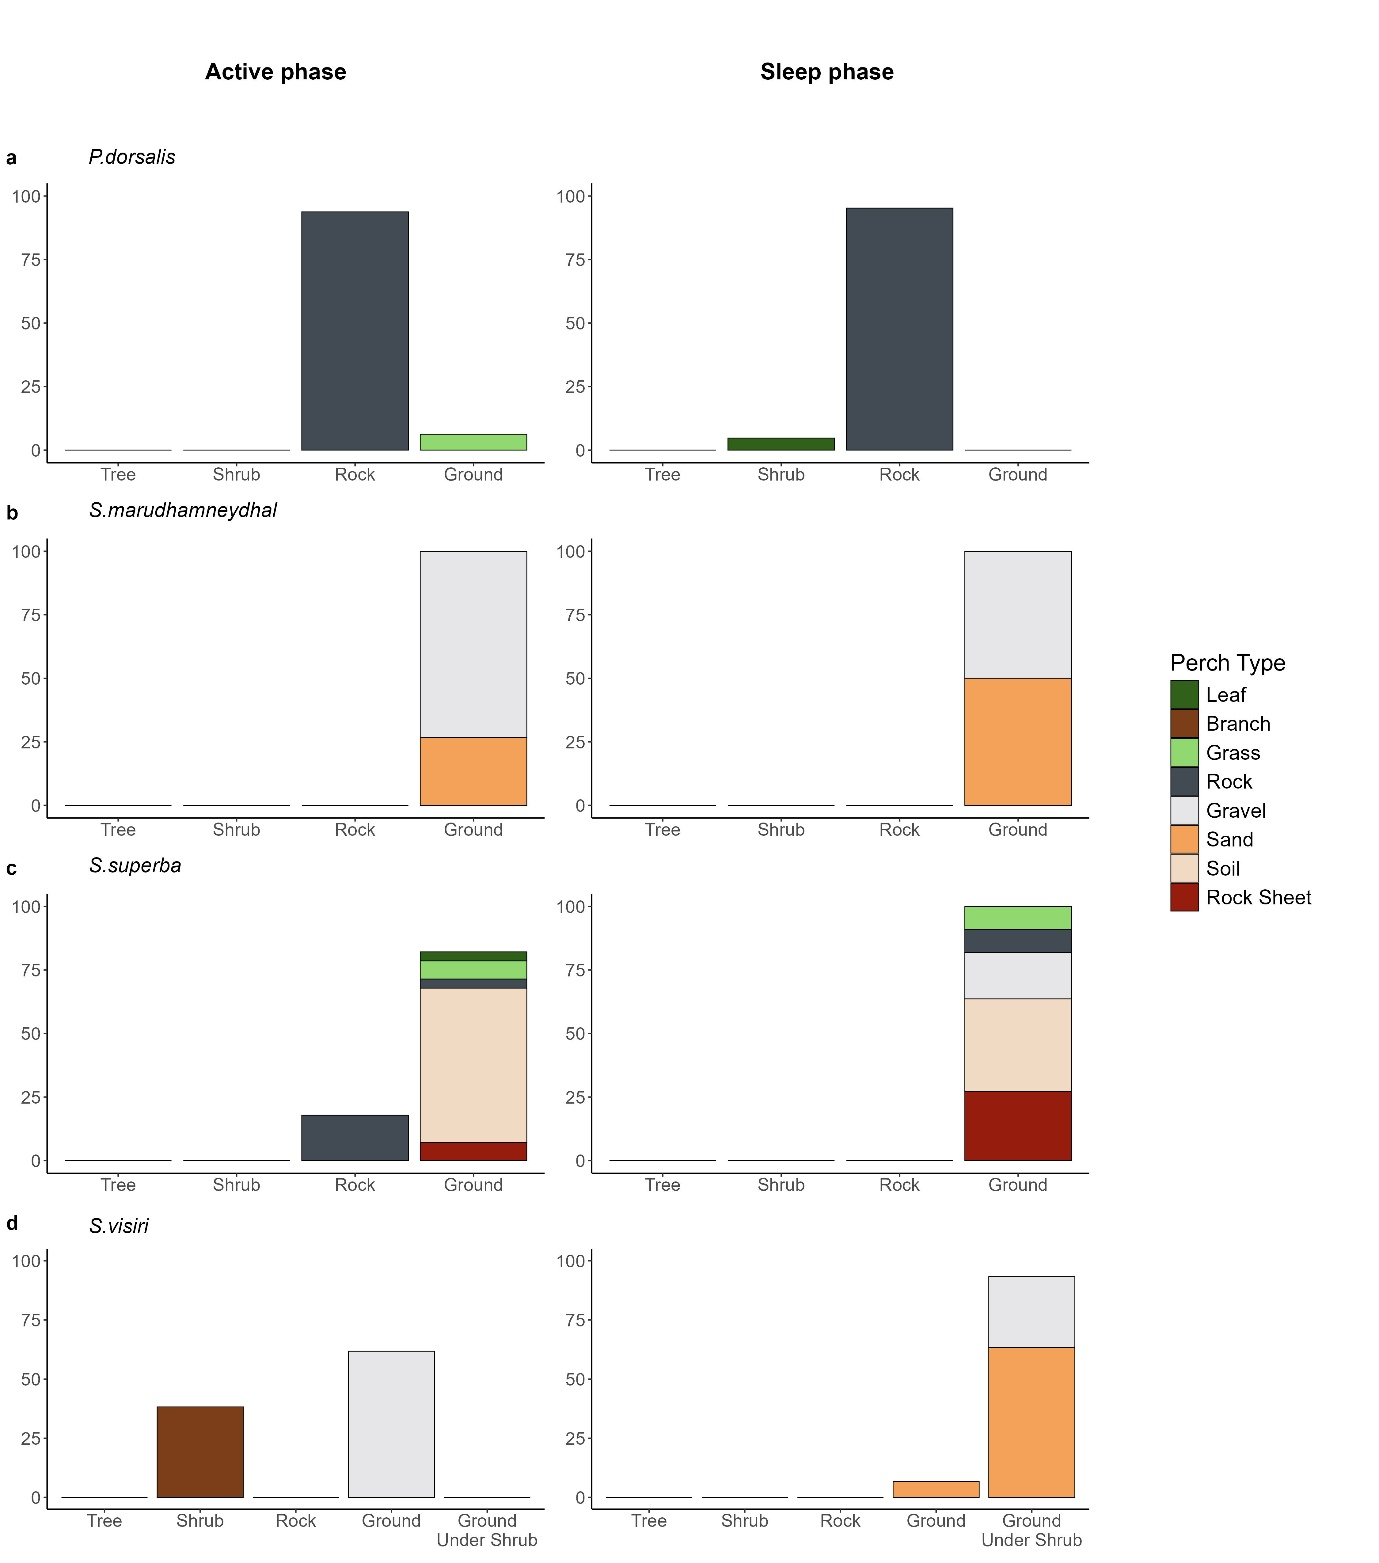 Active phase
Sleep phase
a
P.dorsalis
100
75
50
25
0
Tree
Shrub
Rock
Ground
100
75
50
25
0
Tree
Shrub
Rock
Ground
b
S.marudhamneydhal
100
75
50
25
0
Tree
Shrub
Rock
Ground
100
75
50
25
0
Tree
Shrub
Rock
Ground
c
S.superba
100
75
50
25
0
Tree
Shrub
Rock
Ground
100
75
50
25
0
Tree
Shrub
Rock
Ground
d
S.visiri
100
75
50
25
0
Tree
Shrub
Rock
Ground
Ground
Under Shrub
100
75
50
25
0
Tree
Shrub
Rock
Ground
Ground
Under Shrub
Perch Type
Leaf
Branch
Grass
Rock
Gravel
Sand
Soil
Rock Sheet